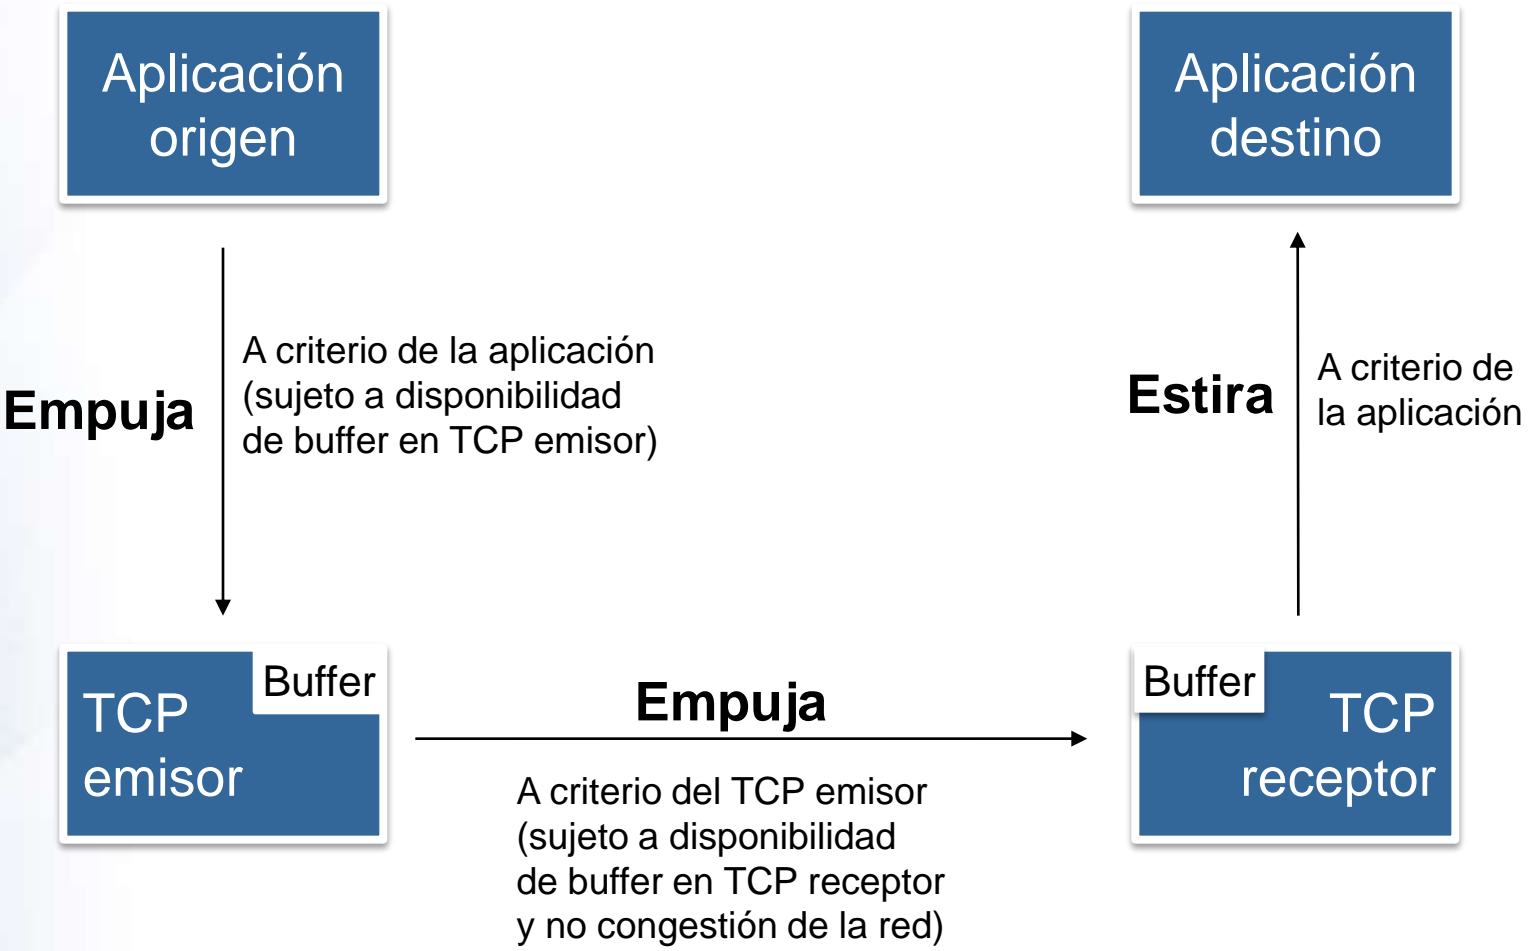 Aplicación
origen
Aplicación
destino
Empuja
A criterio de la aplicación
(sujeto a disponibilidad
de buffer en TCP emisor)
Estira
A criterio de
la aplicación
TCP
emisor
Buffer
Empuja
A criterio del TCP emisor
(sujeto a disponibilidad
de buffer en TCP receptor
y no congestión de la red)
Buffer
TCP
receptor